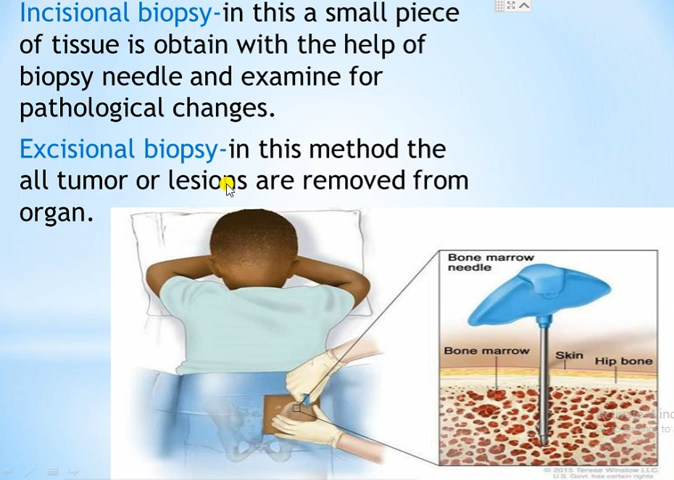 Incisional biopsy-in this a small piece
of tissue is obtain with the help of
biopsy needle and examine for
pathological changes.
Excisional biopsy-in this method the
all tumor or lesions are removed from
organ.
Bone marrow
needle
Bone marrow
Skin
Hip bone
© 2015 Terese Winslow LLC
U.S. Govt. has certain rights